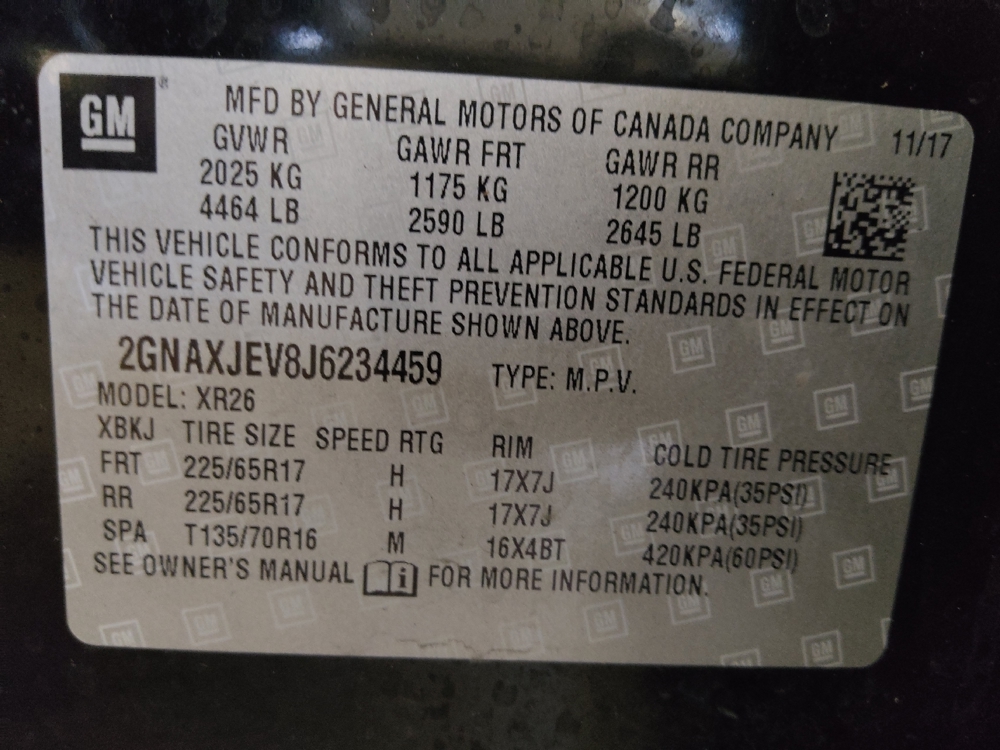 GM
MFD BY GENERAL MOTORS OF CANADA COMPANY 11/17
GVWR GAWR FRT GAWR RR
2025 KG 1175 KG 1200 KG
4464 LB 2590 LB 2645 LB
THIS VEHICLE CONFORMS TO ALL APPLICABLE U.S. FEDERAL MOTOR
VEHICLE SAFETY AND THEFT PREVENTION STANDARDS IN EFFECT ON
THE DATE OF MANUFACTURE SHOWN ABOVE.
2GNAXJEV8J6234459 TYPE: M.P.V.
MODEL: XR26
XBKJ TIRE SIZE SPEED RTG RIM COLD TIRE PRESSURE
FRT 225/65R17 H 17X7J 240KPA(35PSI)
RR 225/65R17 H 17X7J 240KPA(35PSI)
SPA T135/70R16 M 16X4BT 420KPA(60PSI)
SEE OWNER'S MANUAL i FOR MORE INFORMATION.